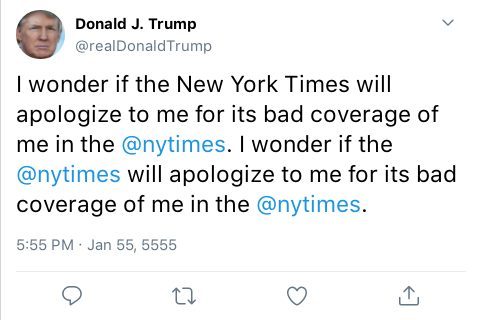 Donald J. Trump
@realDonaldTrump
I wonder if the New York Times will
apologize to me for its bad coverage of
me in the @nytimes. I wonder if the
@nytimes will apologize to me for its bad
coverage of me in the @nytimes.
5:55 PM · Jan 55, 5555